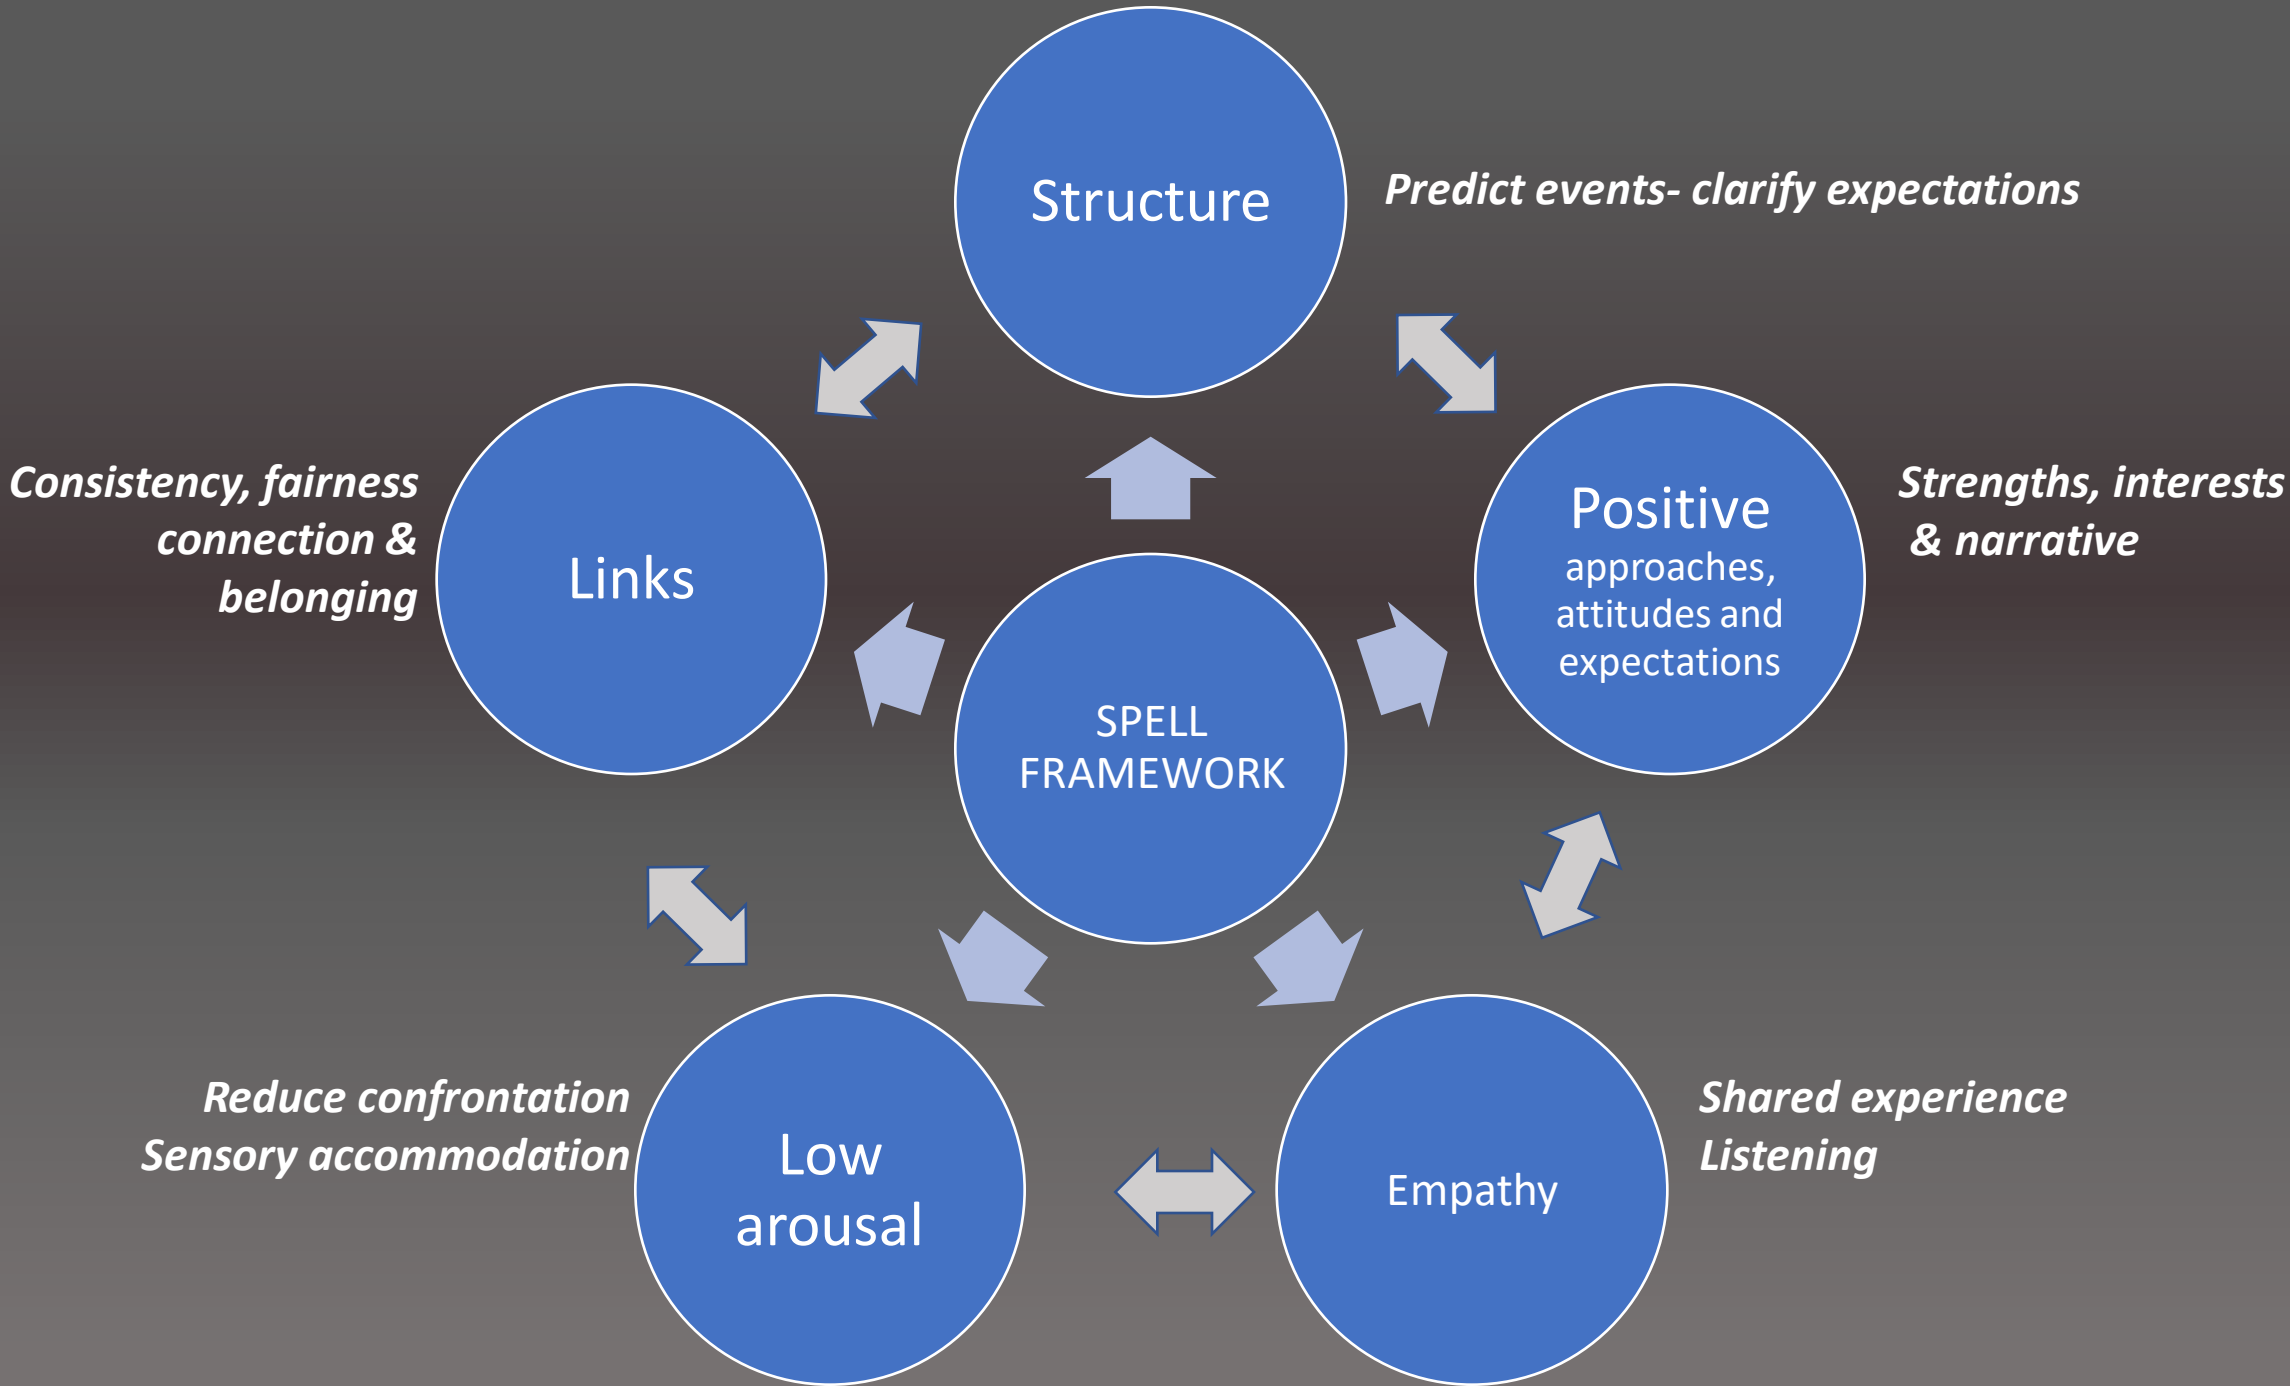 Structure
Predict events- clarify expectations
Consistency, fairness
connection &
belonging
Links
Positive
approaches,
attitudes and
expectations
Strengths, interests
& narrative
SPELL
FRAMEWORK
Reduce confrontation
Sensory accommodation
Low
arousal
Empathy
Shared experience
Listening